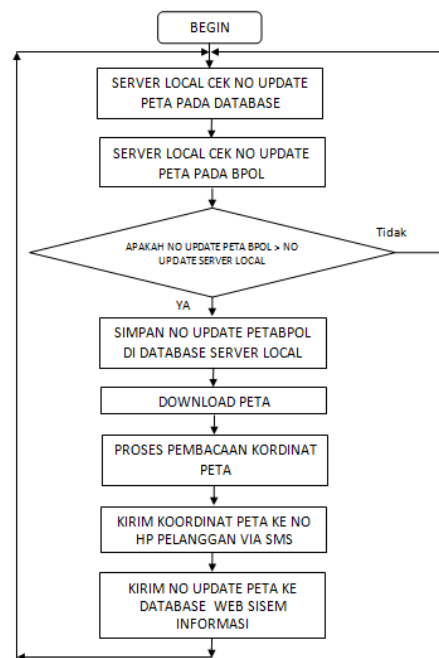 BEGIN
SERVER LOCAL CEK NO UPDATE
PETA PADA DATABASE
SERVER LOCAL CEK NO UPDATE
PETA PADA BPOL
APAKAH NO UPDATE PETA BPOL > NO
UPDATE SERVER LOCAL
Tidak
YA
SIMPAN NO UPDATE PETABPOL
DI DATABASE SERVER LOCAL
DOWNLOAD PETA
PROSES PEMBACAAN KORDINAT
PETA
KIRIM KOORDINAT PETA KE NO
HP PELANGGAN VIA SMS
KIRIM NO UPDATE PETA KE
DATABASE WEB SISEM
INFORMASI